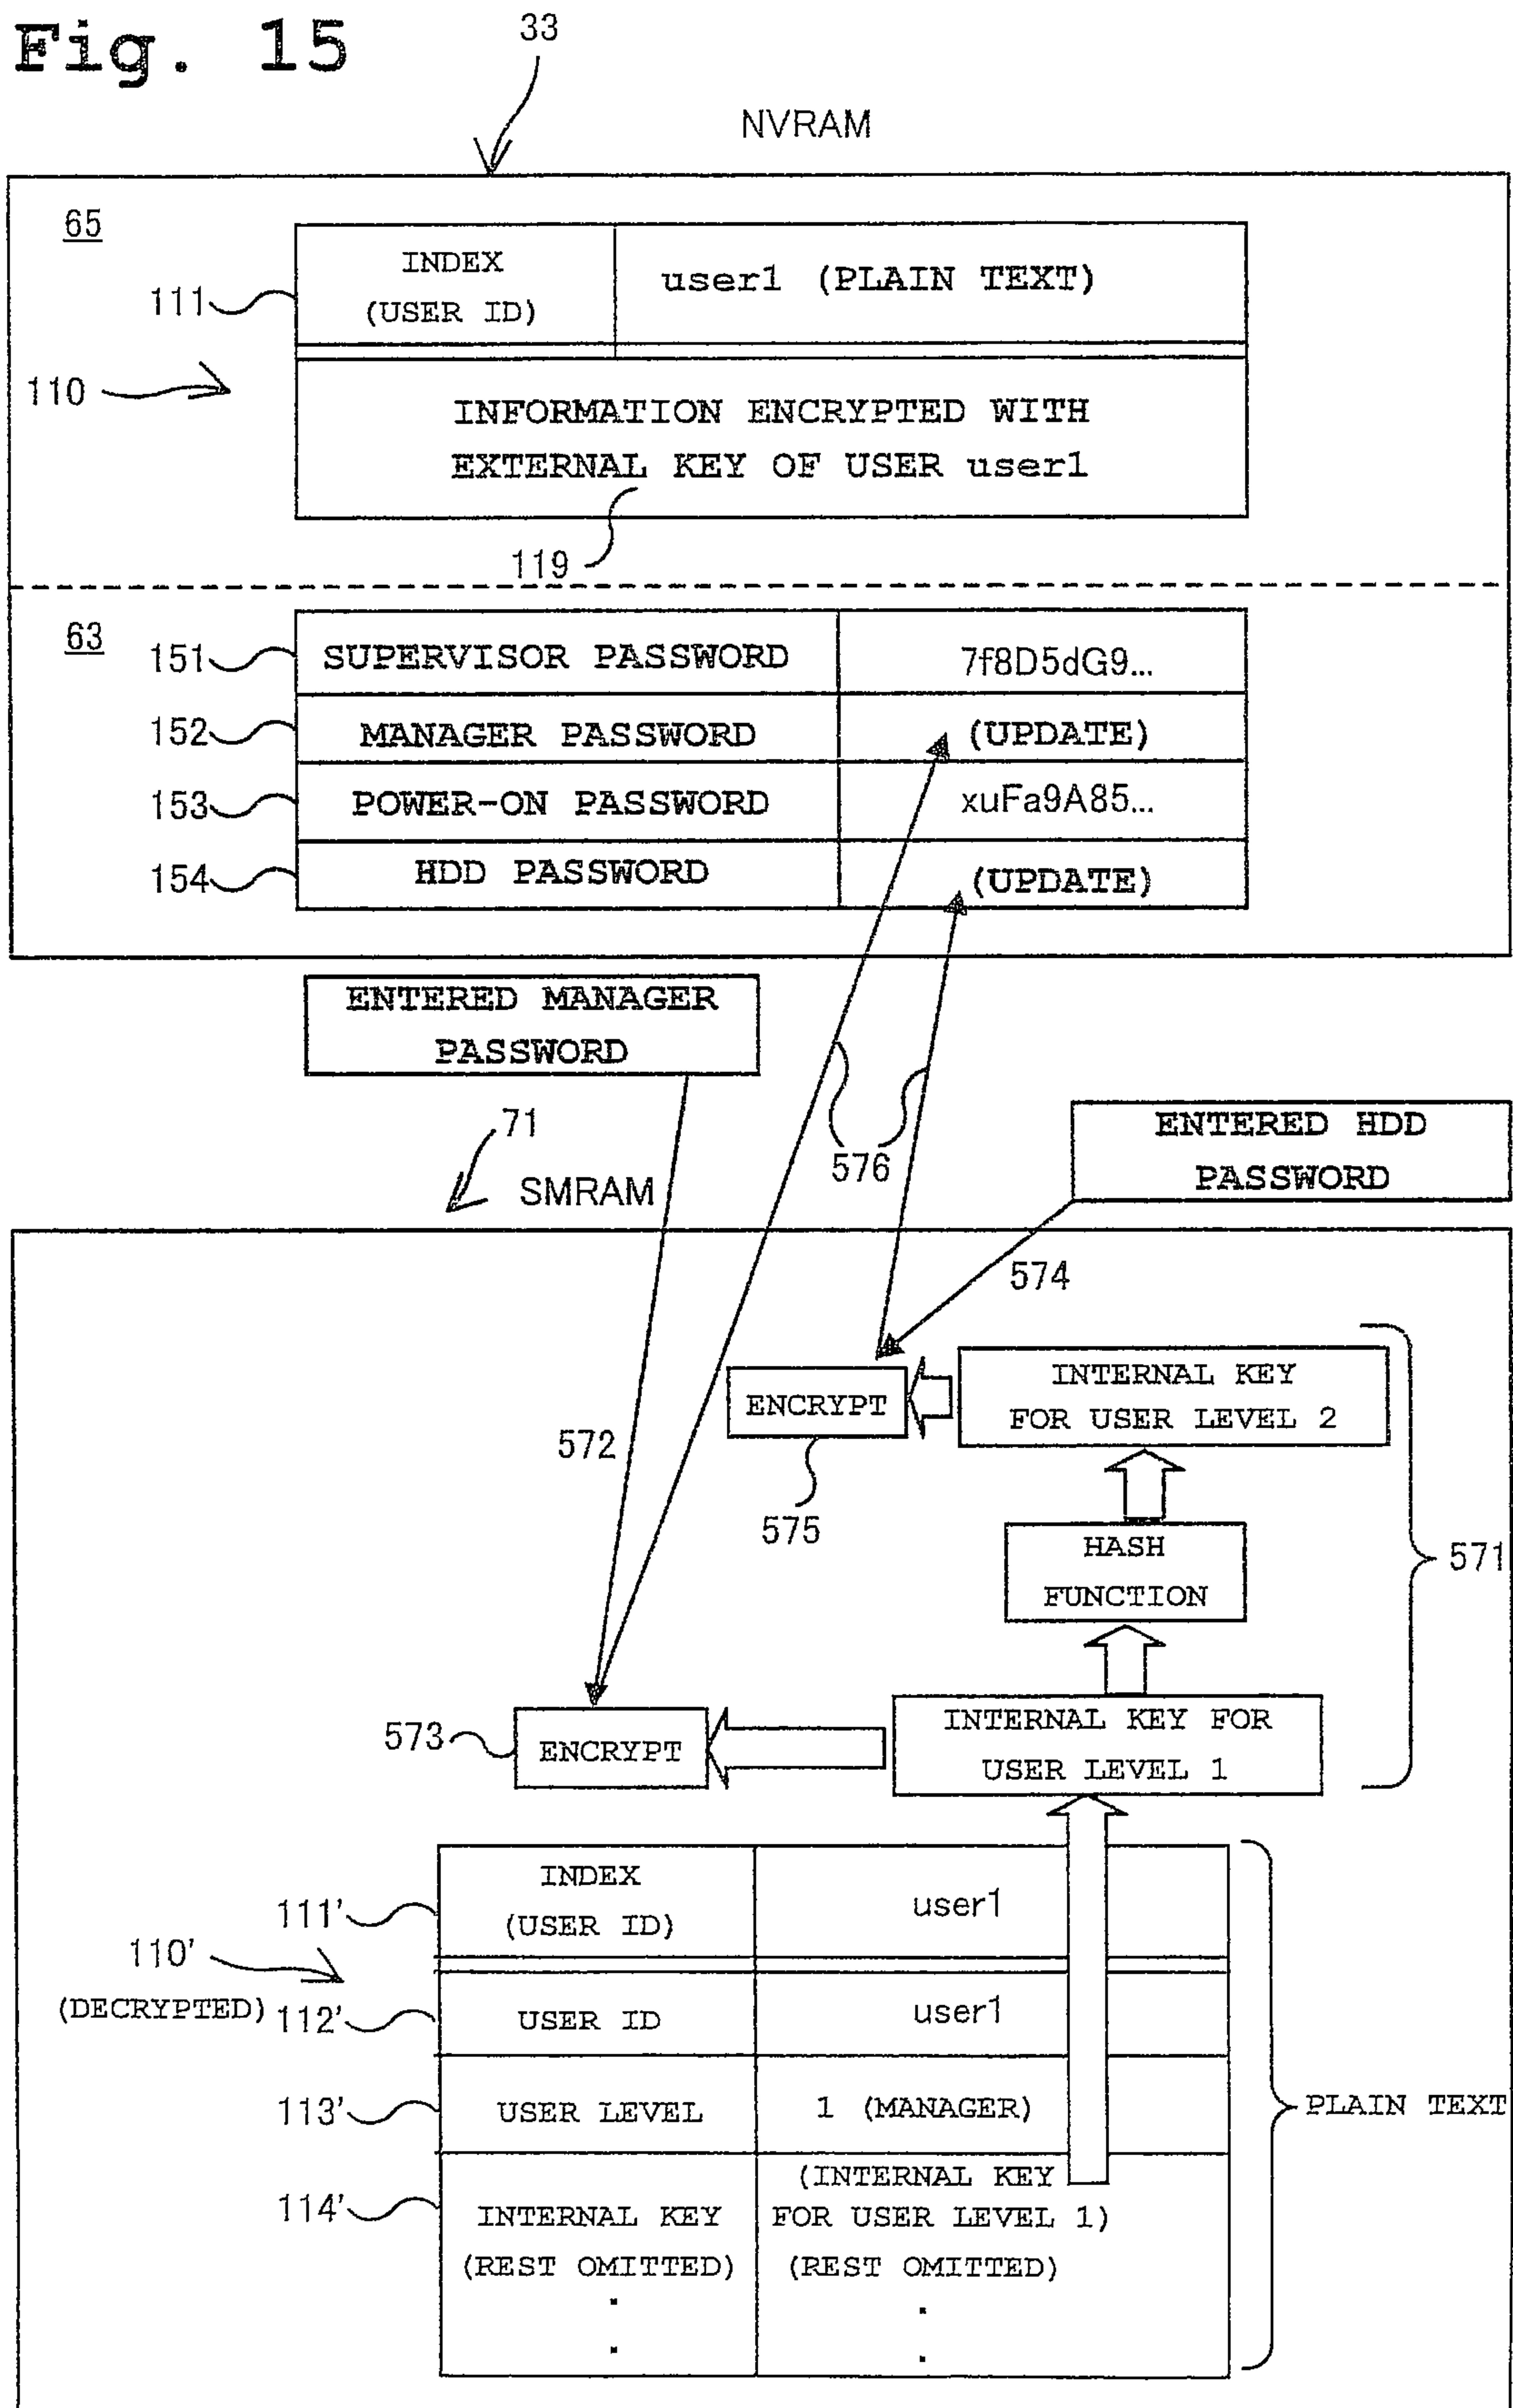 Fig. 15
33
NVRAM
65
111
INDEX
(USER ID)
user1 (PLAIN TEXT)
110
INFORMATION ENCRYPTED WITH
EXTERNAL KEY OF USER user1
119
63
151
SUPERVISOR PASSWORD
7f8D5dG9...
152
MANAGER PASSWORD
(UPDATE)
153
POWER-ON PASSWORD
xuFa9A85...
154
HDD PASSWORD
(UPDATE)
ENTERED MANAGER
PASSWORD
71
SMRAM
576
ENTERED HDD
PASSWORD
574
572
ENCRYPT
575
INTERNAL KEY
FOR USER LEVEL 2
HASH
FUNCTION
571
573
ENCRYPT
INTERNAL KEY FOR
USER LEVEL 1
111'
INDEX
(USER ID)
user1
110'
(DECRYPTED)
112'
USER ID
user1
113'
USER LEVEL
1 (MANAGER)
PLAIN TEXT
114'
INTERNAL KEY
(REST OMITTED)
(INTERNAL KEY
FOR USER LEVEL 1)
(REST OMITTED)